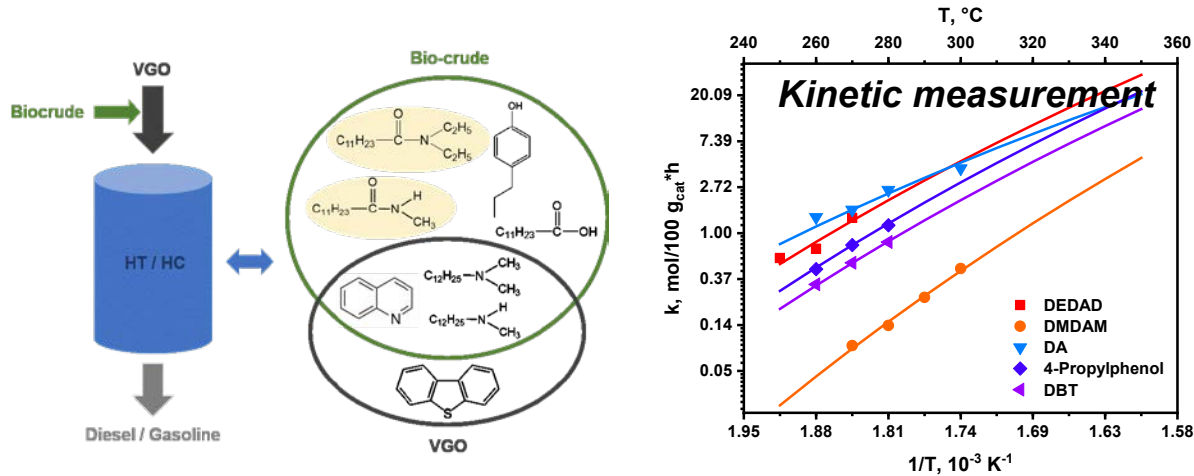 VGO
Biocrude
HT / HC
Diesel / Gasoline
Bio-crude
C₁₁H₂₃
O
N
C₂H₅
C₂H₅
OH
C₁₁H₂₃
O
N
H
CH₃
C₁₁H₂₃
O
OH
N
C₁₂H₂₅
N
CH₃
CH₃
C₁₂H₂₅
N
H
CH₃
S
VGO
T, °C
240 260 280 300 320 340 360
Kinetic measurement
k, mol/100 g_cat*h
20.09
7.39
2.72
1.00
0.37
0.14
0.05
DEDAD
DMDAM
DA
4-Propylphenol
DBT
1.95 1.88 1.81 1.74 1.69 1.63 1.58
1/T, 10⁻³ K⁻¹